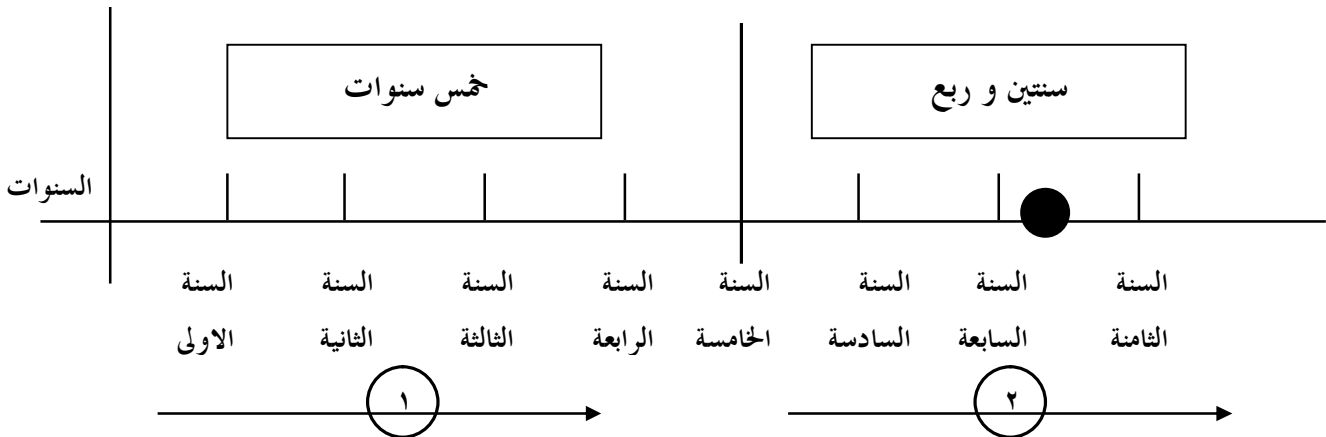 خمس سنوات
سنتين و ربع
السنوات
السنة الاولى
السنة الثانية
السنة الثالثة
السنة الرابعة
السنة الخامسة
السنة السادسة
السنة السابعة
السنة الثامنة
١
٢